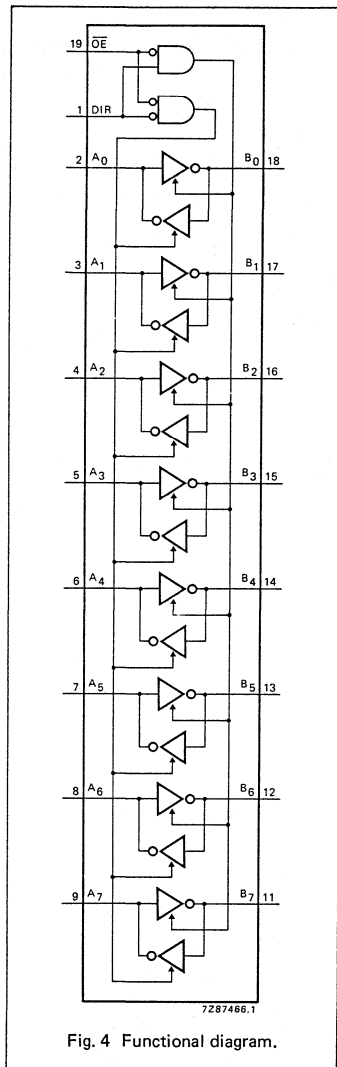 19 OE
1 DIR
2 A0 B0 18
3 A1 B1 17
4 A2 B2 16
5 A3 B3 15
6 A4 B4 14
7 A5 B5 13
8 A6 B6 12
9 A7 B7 11
7Z87466.1
Fig. 4 Functional diagram.